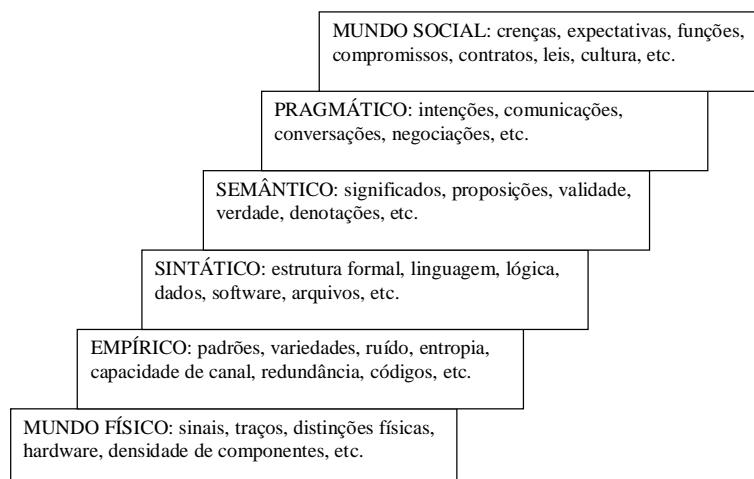 MUNDO SOCIAL: crenças, expectativas, funções,
compromissos, contratos, leis, cultura, etc.
PRAGMÁTICO: intenções, comunicações,
conversações, negociações, etc.
SEMÂNTICO: significados, proposições, validade,
verdade, denotações, etc.
SINTÁTICO: estrutura formal, linguagem, lógica,
dados, software, arquivos, etc.
EMPÍRICO: padrões, variedades, ruído, entropia,
capacidade de canal, redundância, códigos, etc.
MUNDO FÍSICO: sinais, traços, distinções físicas,
hardware, densidade de componentes, etc.